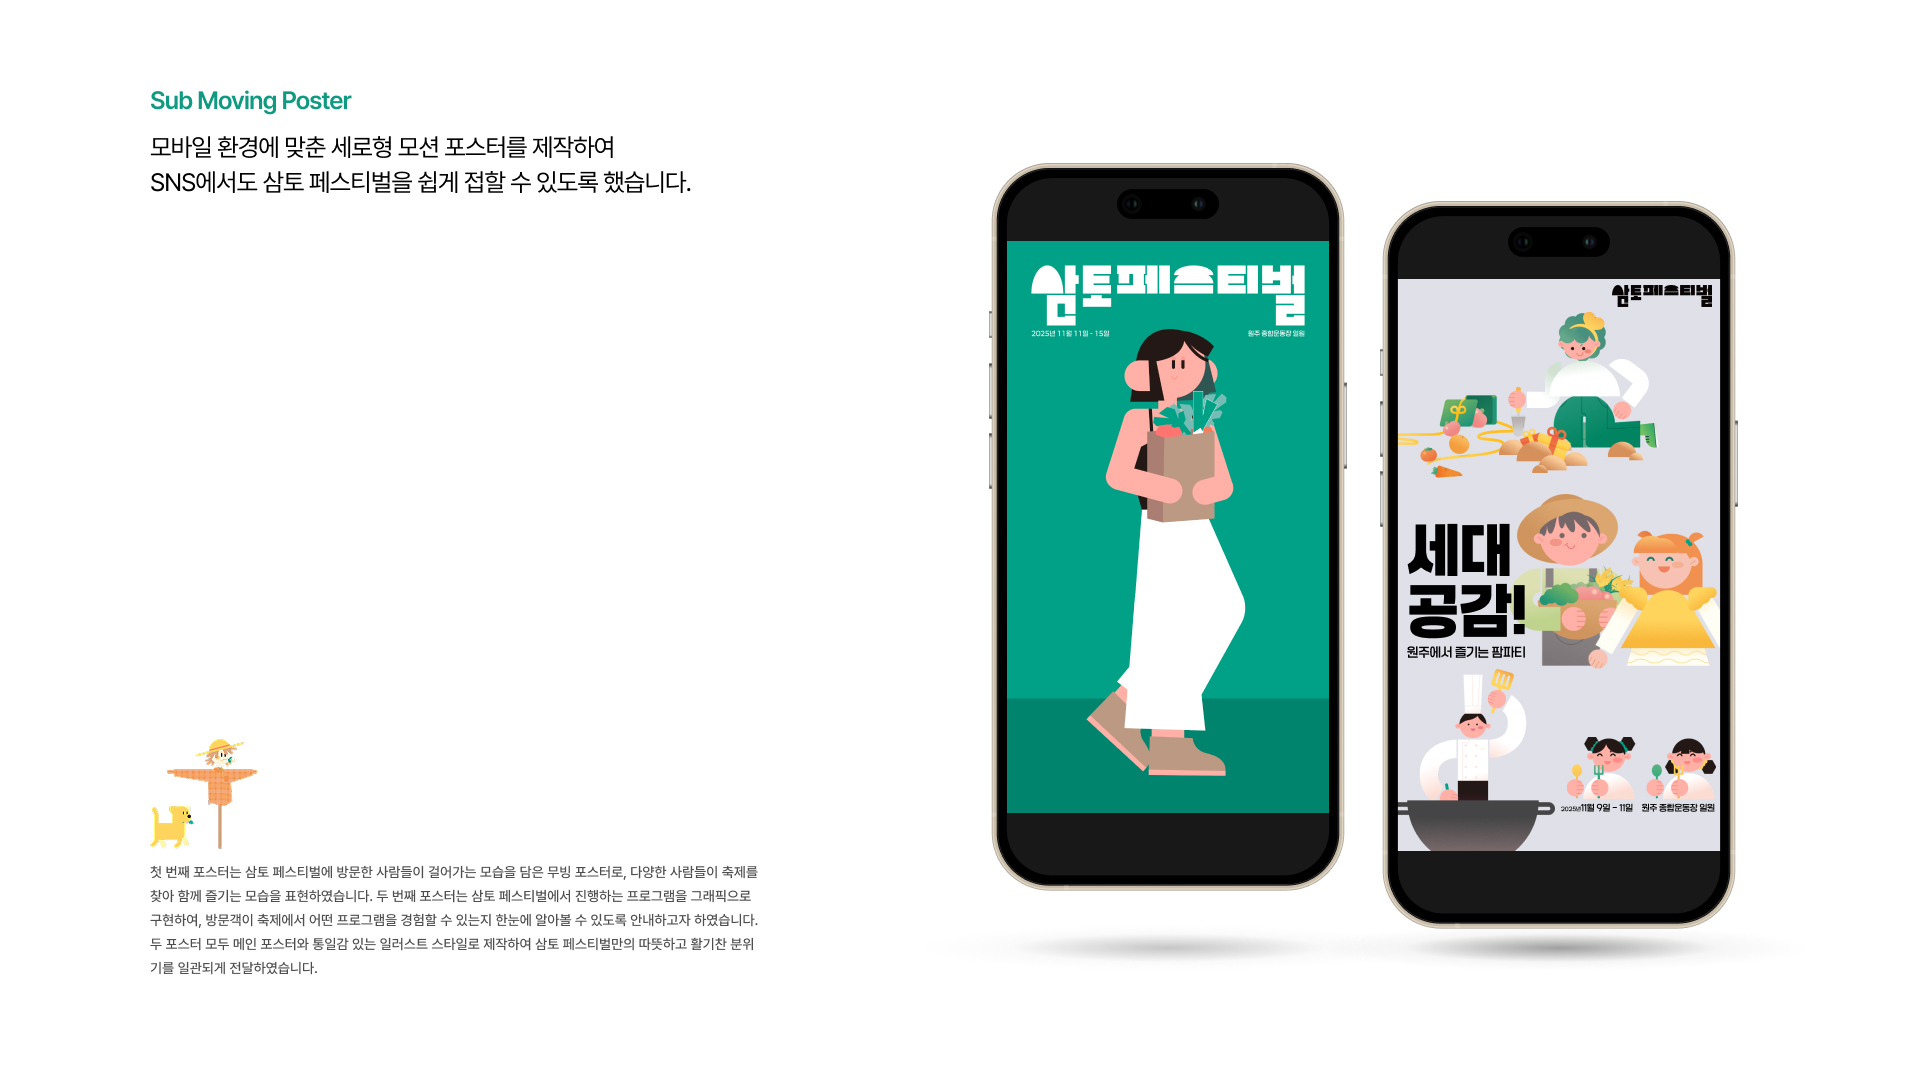 Sub Moving Poster
모바일 환경에 맞춘 세로형 모션 포스터를 제작하여
SNS에서도 삼토 페스티벌을 쉽게 접할 수 있도록 했습니다.
첫 번째 포스터는 삼토 페스티벌에 방문한 사람들이 걸어가는 모습을 담은 무빙 포스터로, 다양한 사람들이 축제를
찾아 함께 즐기는 모습을 표현하였습니다. 두 번째 포스터는 삼토 페스티벌에서 진행하는 프로그램을 그래픽으로
구현하여, 방문객이 축제에서 어떤 프로그램을 경험할 수 있는지 한눈에 알아볼 수 있도록 안내하고자 하였습니다.
두 포스터 모두 메인 포스터와 통일감 있는 일러스트 스타일로 제작하여 삼토 페스티벌만의 따뜻하고 활기찬 분위
기를 일관되게 전달하였습니다.
삼토페스티벌
2025년 11월 11일 - 15일
원주 종합운동장 일원
삼토페스티벌
세대
공감!
원주에서 즐기는 팜파티
2025년 11월 9일 - 11일
원주 종합운동장 일원